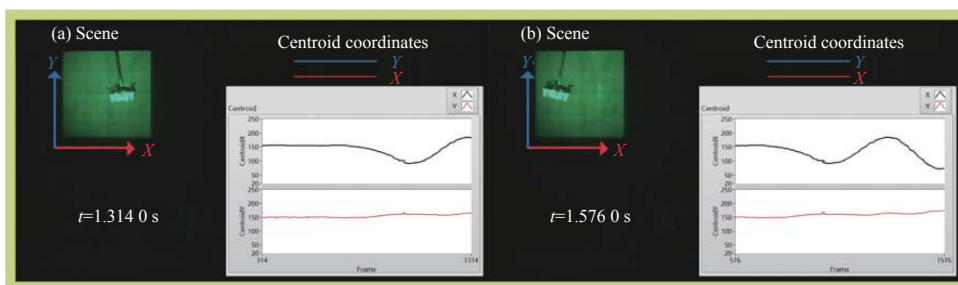 (a) Scene
Y
X
t=1.314 0 s
Centroid coordinates
Y
X
X
Y
Centroid
CentroidX
250
200
150
100
50
20
CentroidY
250
200
150
100
50
20
314
1314
Frame
(b) Scene
Y
X
t=1.576 0 s
Centroid coordinates
Y
X
X
Y
Centroid
CentroidX
250
200
150
100
50
20
CentroidY
250
200
150
100
50
20
576
1576
Frame